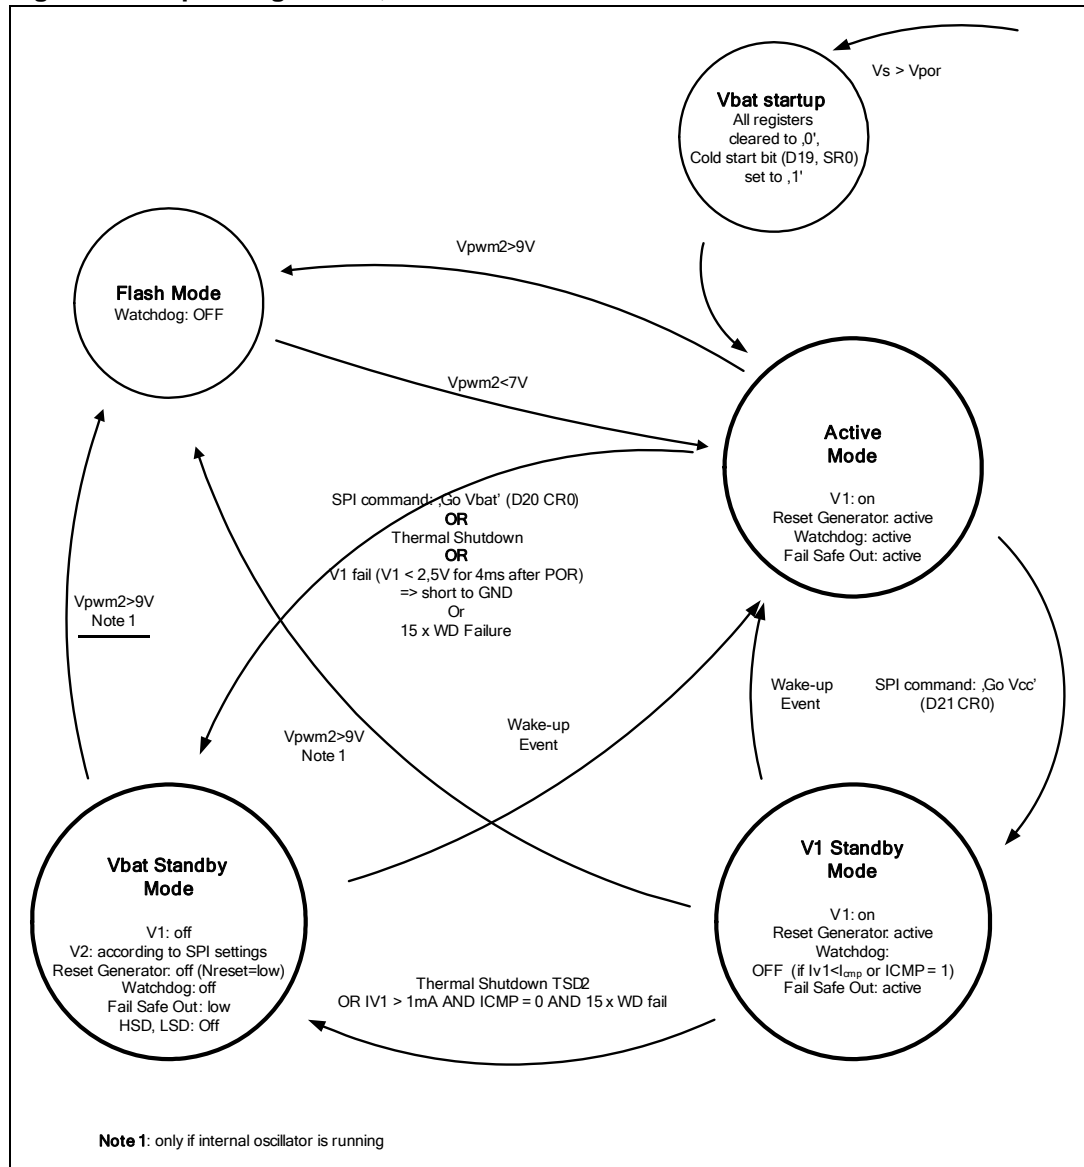 Vs > Vpor
Vbat startup
All registers
cleared to ‚0',
Cold start bit (D19, SR0)
set to ‚1'
Vpwm2>9V
Flash Mode
Watchdog: OFF
Vpwm2<7V
Active
Mode
V1: on
Reset Generator: active
Watchdog: active
Fail Safe Out: active
SPI command: ‚Go Vbat' (D20 CR0)
OR
Thermal Shutdown
OR
V1 fail (V1 < 2,5V for 4ms after POR)
=> short to GND
Or
15 x WD Failure
Vpwm2>9V
Note 1
Wake-up
Event
SPI command: ‚Go Vcc'
(D21 CR0)
Vpwm2>9V
Note 1
Wake-up
Event
Vbat Standby
Mode
V1: off
V2: according to SPI settings
Reset Generator: off (Nreset=low)
Watchdog: off
Fail Safe Out: low
HSD, LSD: Off
V1 Standby
Mode
V1: on
Reset Generator: active
Watchdog:
OFF (if Iv1<Icmp or ICMP = 1)
Fail Safe Out: active
Thermal Shutdown TSD2
OR IV1 > 1mA AND ICMP = 0 AND 15 x WD fail
Note 1: only if internal oscillator is running